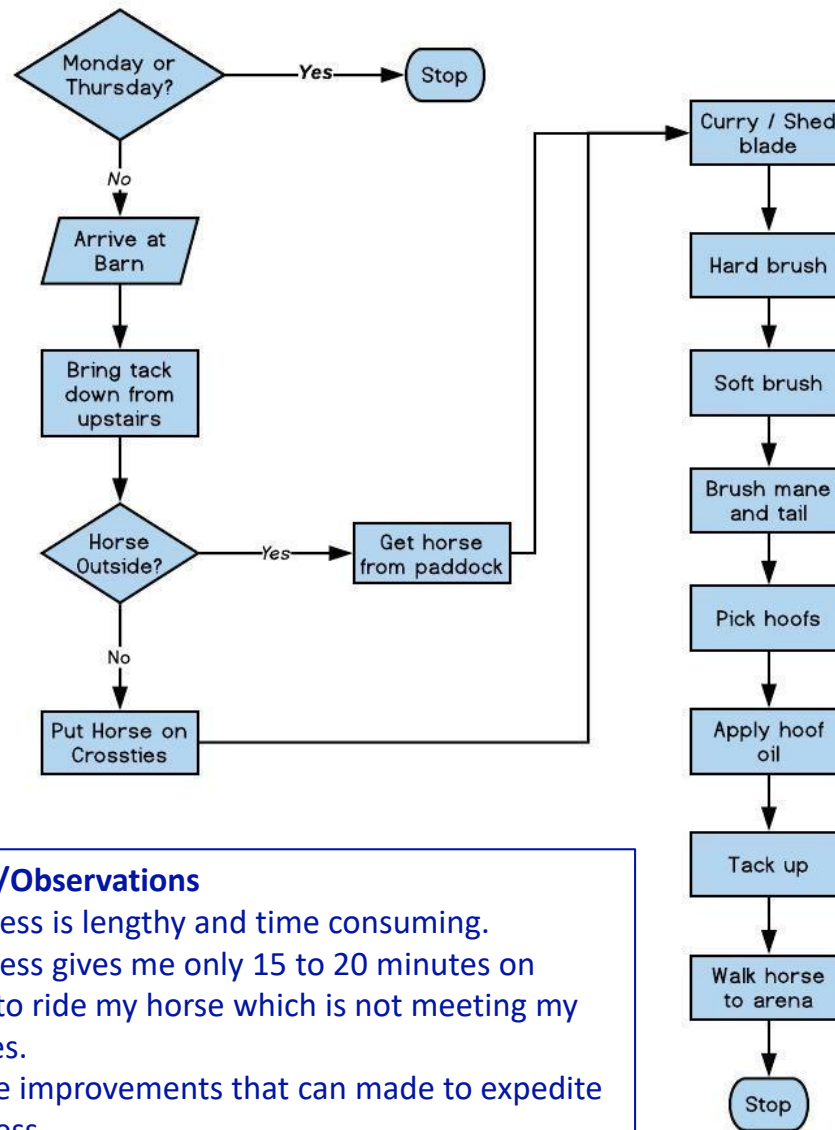 Monday or
Thursday?
Yes
Stop
No
Arrive at
Barn
Bring tack
down from
upstairs
Horse
Outside?
Yes
Get horse
from paddock
No
Put Horse on
Crossties
Curry / Shed
blade
Hard brush
Soft brush
Brush mane
and tail
Pick hoofs
Apply hoof
oil
Tack up
Walk horse
to arena
Stop
/Observations
is lengthy and time consuming.
gives me only 15 to 20 minutes on
to ride my horse which is not meeting my
improvements that can made to expedite